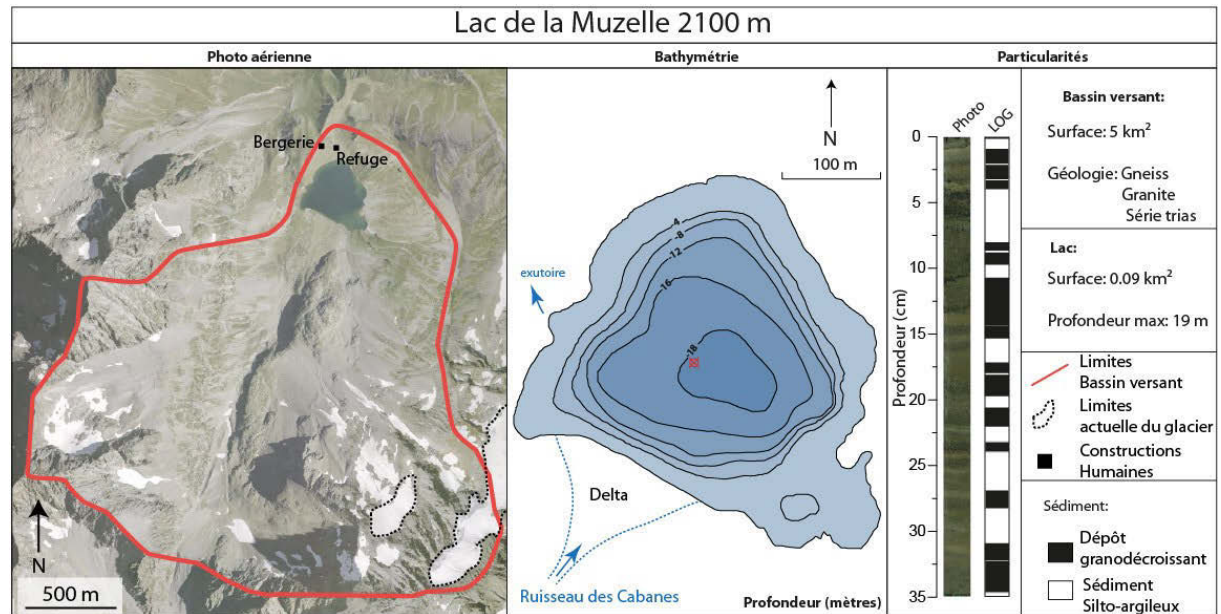 Lac de la Muzelle 2100 m
Photo aérienne
Bathymétrie
Particularités
Bergerie
Refuge
N
500 m
N
100 m
-4
-8
-12
-16
-18
exutoire
Delta
Ruisseau des Cabanes
Profondeur (mètres)
Photo
LOG
Profondeur (cm)
0
5
10
15
20
25
30
35
Bassin versant:
Surface: 5 km²
Géologie: Gneiss
Granite
Série trias
Lac:
Surface: 0.09 km²
Profondeur max: 19 m
Limites
Bassin versant
Limites
actuelle du glacier
Constructions
Humaines
Sédiment:
Dépôt
granodécroissant
Sédiment
Silto-argileux